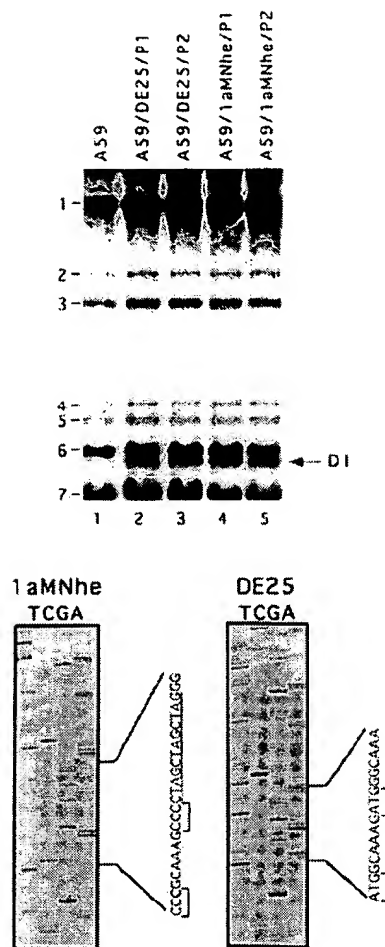 A59
A59/DE25/P1
A59/DE25/P2
A59/1aMNhe/P1
A59/1aMNhe/P2
1
2
3
4
5
6
7
DI
1 2 3 4 5
1aMNhe
TCGA
CCCGCAAAGCCCCTAGCTAGCTAGGG
DE25
TCGA
ATGGCAAAGATGGGCAAA